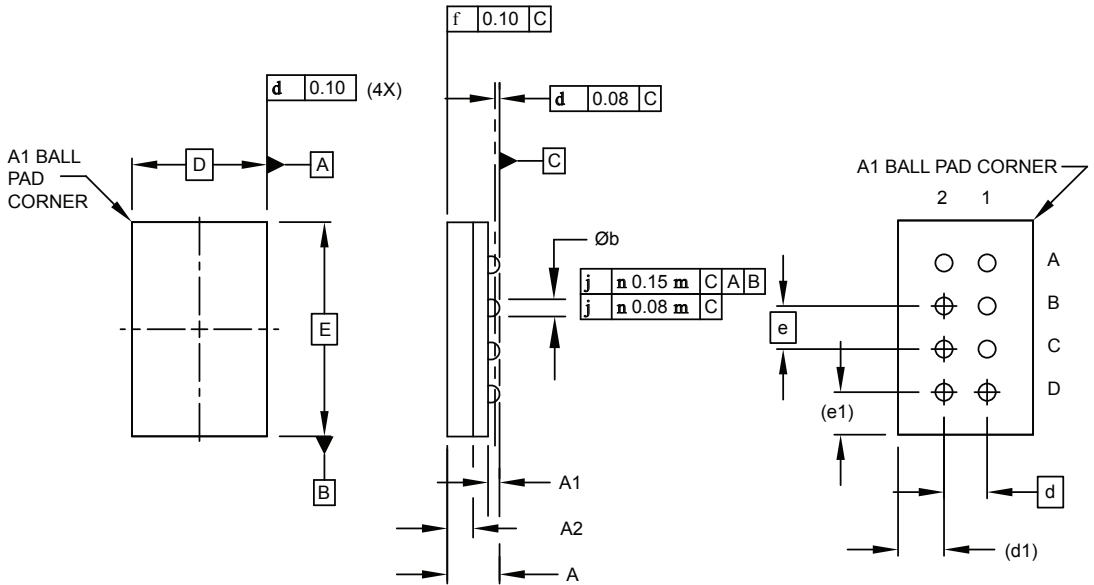 f 0.10 C
d 0.10 (4X)
d 0.08 C
D
A
C
A1 BALL
PAD
CORNER
A1 BALL PAD CORNER
2 1
Øb
j n 0.15 m C A B
j n 0.08 m C
A
B
C
D
E
e
(e1)
B
A1
A2
A
d
(d1)